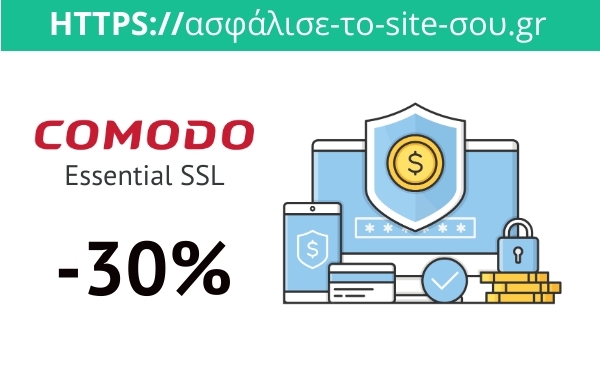 HTTPS://ασφάλισε-το-site-σου.gr
COMODO
Essential SSL
-30%
$
$
******